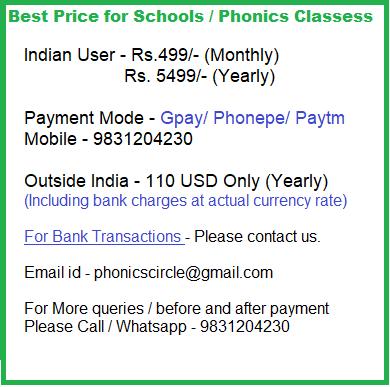 Best Price for Schools / Phonics Classess
Indian User - Rs.499/- (Monthly)
Rs. 5499/- (Yearly)
Payment Mode - Gpay/ Phonepe/ Paytm
Mobile - 9831204230
Outside India - 110 USD Only (Yearly)
(Including bank charges at actual currency rate)
For Bank Transactions - Please contact us.
Email id - phonicscircle@gmail.com
For More queries / before and after payment
Please Call / Whatsapp - 9831204230